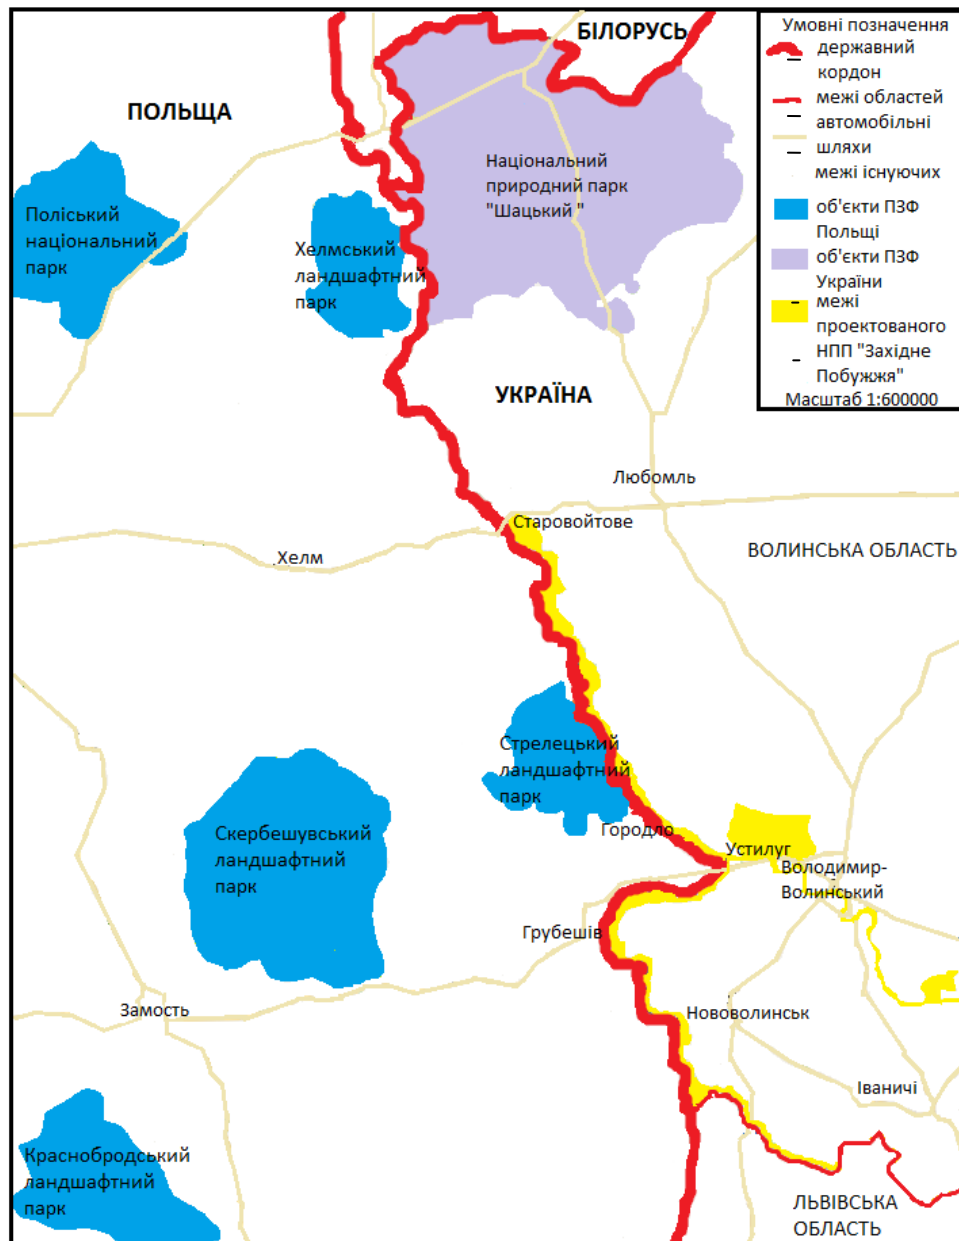 БІЛОРУСЬ
ПОЛЬЩА
Умовні позначення
державний
кордон
межі областей
автомобільні
шляхи
межі існуючих
об'єкти ПЗФ
Польщі
об'єкти ПЗФ
України
межі
проектованого
НПП "Західне
Побужжя"
Масштаб 1:600000
Національний
природний парк
"Шацький "
Поліський
національний
парк
Хелмський
ландшафтний
парк
УКРАЇНА
Любомль
Старовойтове
Хелм
ВОЛИНСЬКА ОБЛАСТЬ
Стрелецький
ландшафтний
парк
Скербешувський
ландшафтний
парк
Городло
Устилуг
Володимир-
Волинський
Грубешів
Замость
Нововолинськ
Іваничі
Краснобродський
ландшафтний
парк
ЛЬВІВСЬКА
ОБЛАСТЬ